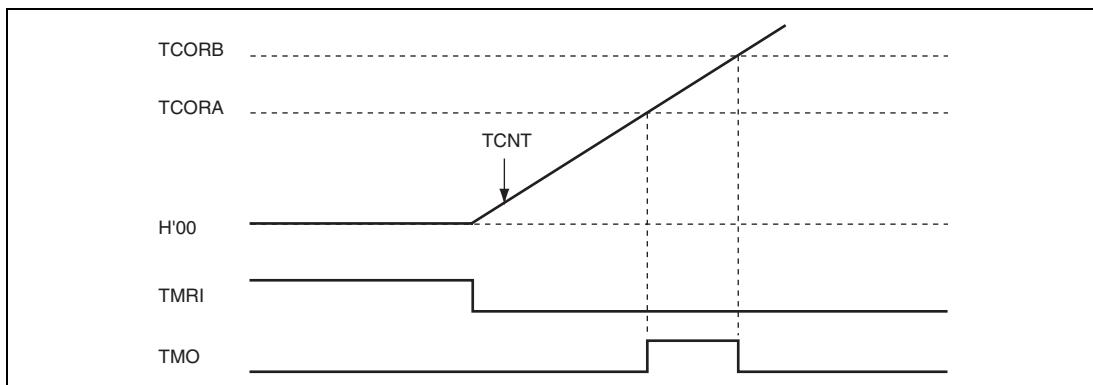 TCORB
TCORA
TCNT
H'00
TMRI
TMO